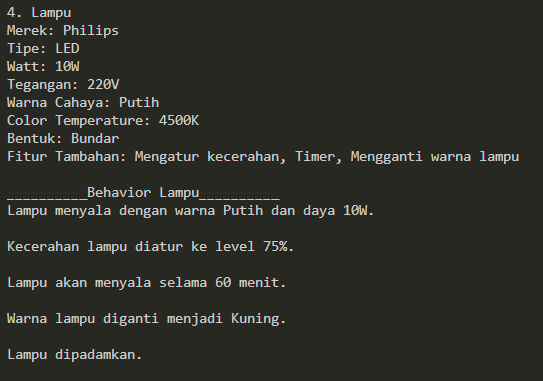 4. Lampu
Merek: Philips
Tipe: LED
Watt: 10W
Tegangan: 220V
Warna Cahaya: Putih
Color Temperature: 4500K
Bentuk: Bundar
Fitur Tambahan: Mengatur kecerahan, Timer, Mengganti warna lampu
__________Behavior Lampu__________
Lampu menyala dengan warna Putih dan daya 10W.
Kecerahan lampu diatur ke level 75%.
Lampu akan menyala selama 60 menit.
Warna lampu diganti menjadi Kuning.
Lampu dipadamkan.